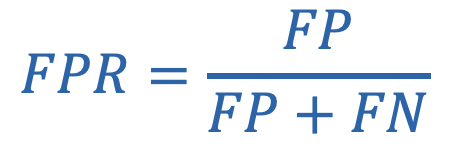 FPR = FP / (FP + FN)